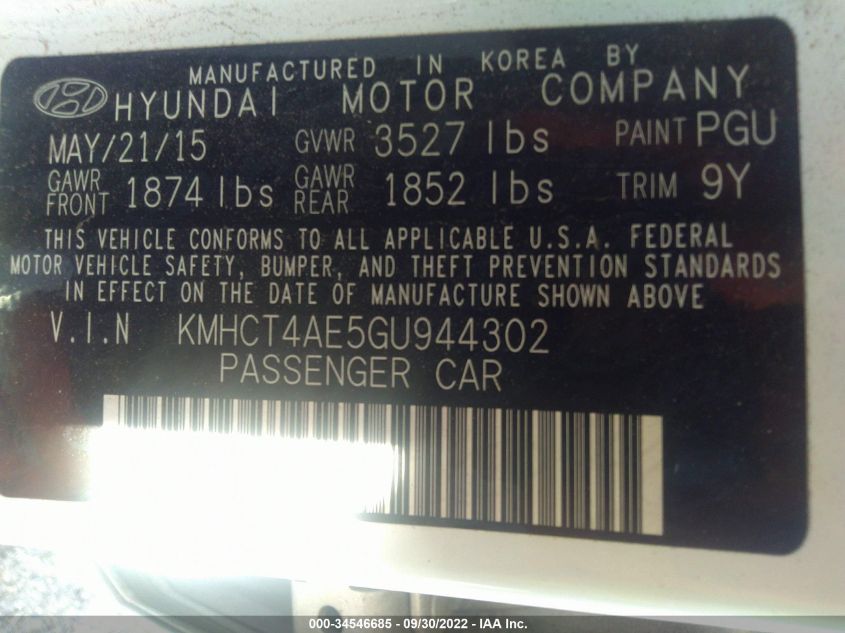 MANUFACTURED IN KOREA BY
HYUNDAI MOTOR COMPANY
MAY/21/15 GVWR 3527 lbs PAINT PGU
GAWR FRONT 1874 lbs GAWR REAR 1852 lbs TRIM 9Y
THIS VEHICLE CONFORMS TO ALL APPLICABLE U.S.A. FEDERAL
MOTOR VEHICLE SAFETY, BUMPER, AND THEFT PREVENTION STANDARDS
IN EFFECT ON THE DATE OF MANUFACTURE SHOWN ABOVE
V.I.N KMHCT4AE5GU944302
PASSENGER CAR
000-34546685 - 09/30/2022 - IAA Inc.